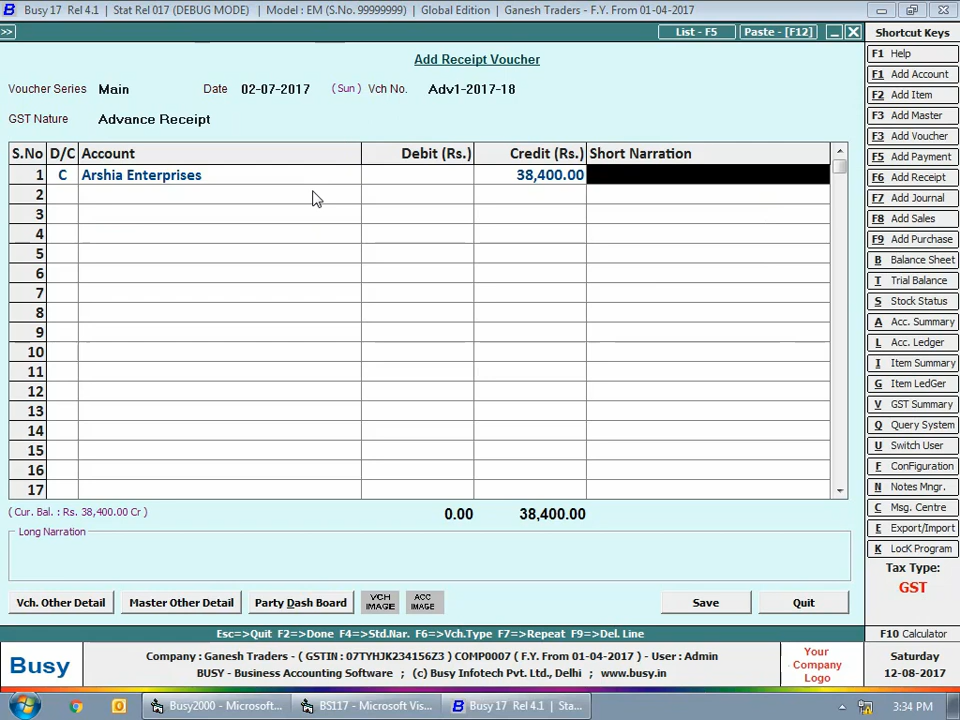 Busy 17 Rel 4.1 | Stat Rel 017 (DEBUG MODE) | Model : EM (S.No. 99999999) | Global Edition | Ganesh Traders - F.Y. From 01-04-2017
>> List - F5 Paste - [F12] Shortcut Keys
F1 Help
Add Receipt Voucher
F1 Add Account
Voucher Series Main Date 02-07-2017 ( Sun ) Vch No. Adv1-2017-18
F2 Add Item
GST Nature Advance Receipt
F3 Add Master
F3 Add Voucher
S.No D/C Account Debit (Rs.) Credit (Rs.) Short Narration
F5 Add Payment
1 C Arshia Enterprises 38,400.00
F6 Add Receipt
2
F7 Add Journal
3
F8 Add Sales
4
F9 Add Purchase
5
B Balance Sheet
6
T Trial Balance
7
S Stock Status
8
A Acc. Summary
9
L Acc. Ledger
10
I Item Summary
11
G Item LedGer
12
V GST Summary
13
Q Query System
14
U Switch User
15
F ConFiguration
16
N Notes Mngr.
17
C Msg. Centre
( Cur. Bal. : Rs. 38,400.00 Cr ) 0.00 38,400.00
E Export/Import
Long Narration
K LocK Program
Tax Type:
GST
Vch. Other Detail Master Other Detail Party Dash Board VCH IMAGE ACC IMAGE Save Quit
Esc=>Quit F2=>Done F4=>Std.Nar. F6=>Vch.Type F7=>Repeat F9=>Del. Line F10 Calculator
Busy
Company : Ganesh Traders - ( GSTIN : 07TYHJK234156Z3 ) COMP0007 ( F.Y. From 01-04-2017 ) - User : Admin
BUSY - Business Accounting Software ; (c) Busy Infotech Pvt. Ltd., Delhi ; www.busy.in
Your
Company
Logo
Saturday
12-08-2017
Busy2000 - Microsoft... BS117 - Microsoft Vis... Busy 17 Rel 4.1 | Sta... 3:34 PM